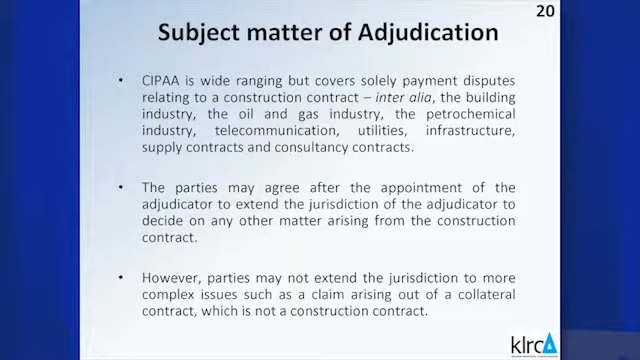 20
Subject matter of Adjudication
• CIPAA is wide ranging but covers solely payment disputes
relating to a construction contract – inter alia, the building
industry, the oil and gas industry, the petrochemical
industry, telecommunication, utilities, infrastructure,
supply contracts and consultancy contracts.
• The parties may agree after the appointment of the
adjudicator to extend the jurisdiction of the adjudicator to
decide on any other matter arising from the construction
contract.
• However, parties may not extend the jurisdiction to more
complex issues such as a claim arising out of a collateral
contract, which is not a construction contract.
klrca